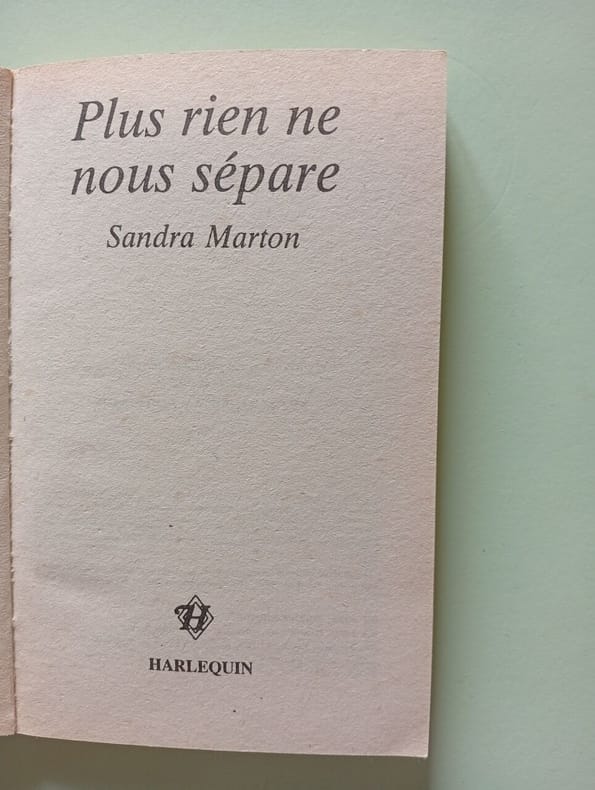 Plus rien ne
nous sépare
Sandra Marton
H
HARLEQUIN